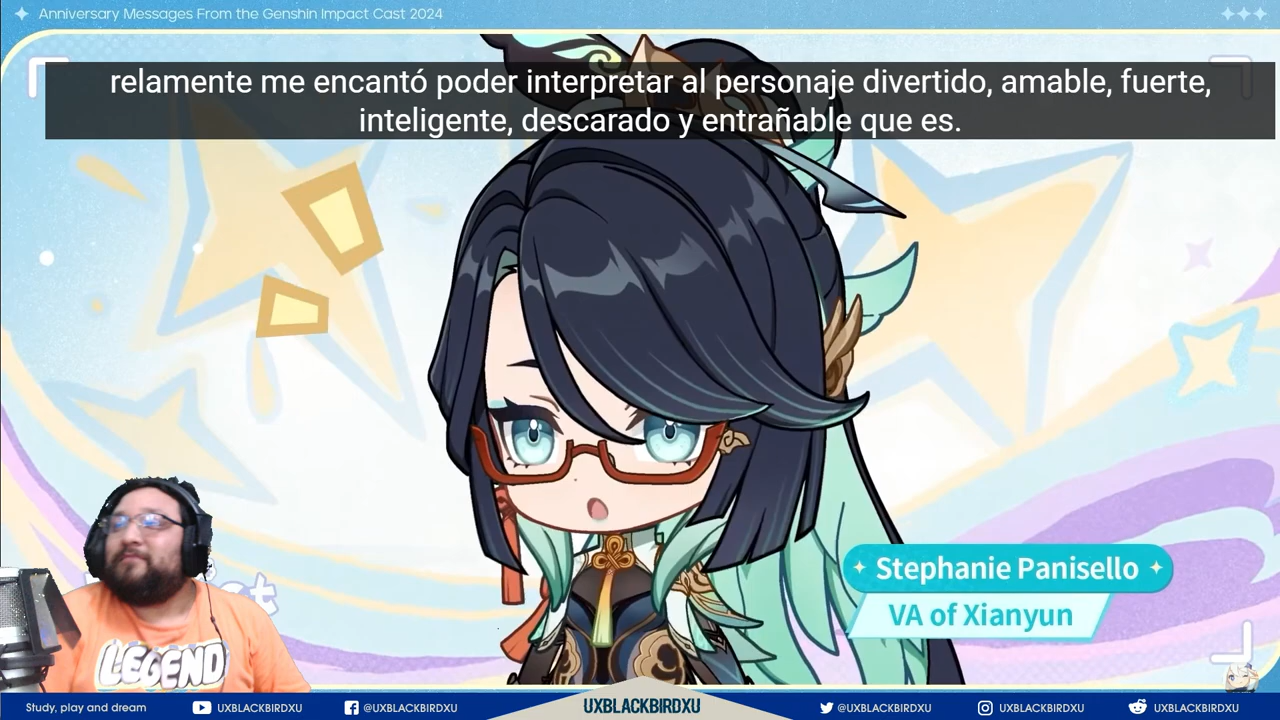 Anniversary Messages From the Genshin Impact Cast 2024
relamente me encantó poder interpretar al personaje divertido, amable, fuerte,
inteligente, descarado y entrañable que es.
Stephanie Panisello
VA of Xianyun
LEGEND
Study, play and dream
UXBLACKBIRDXU
@UXBLACKBIRDXU
UXBLACKBIRDXU
@UXBLACKBIRDXU
UXBLACKBIRDXU
UXBLACKBIRDXU